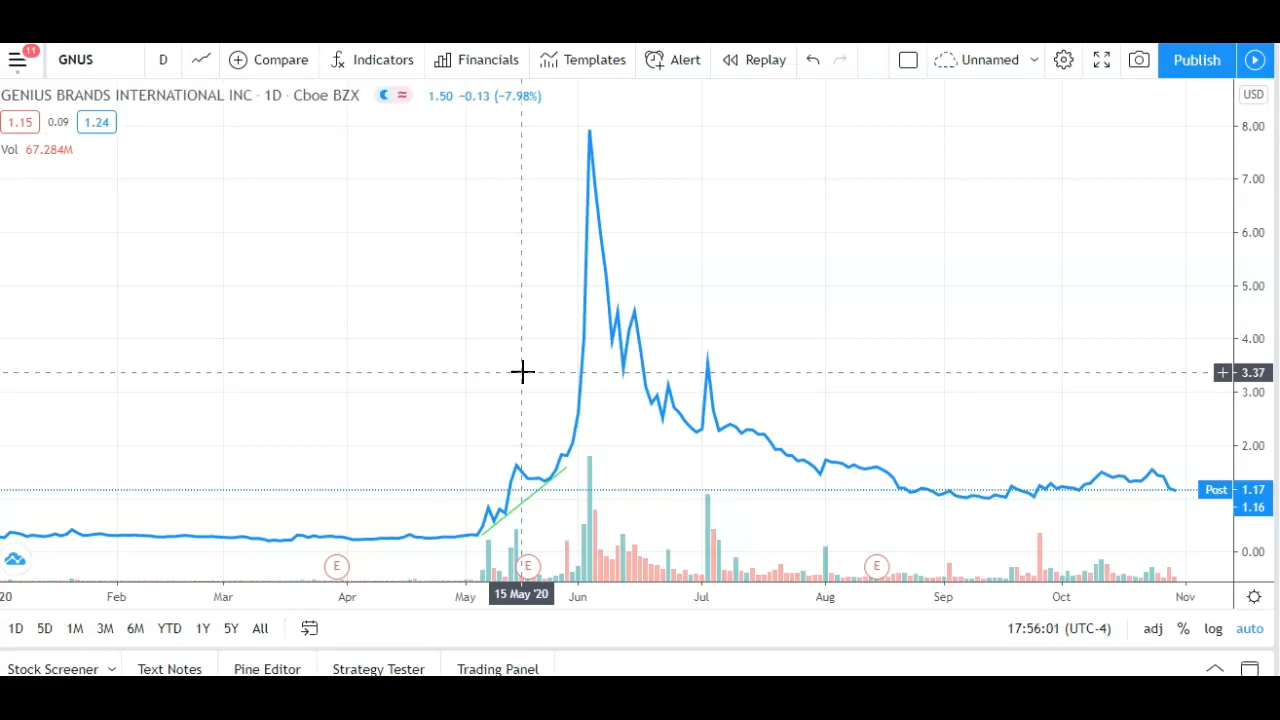 11 GNUS D Compare Indicators Financials Templates Alert Replay Unnamed Publish
GENIUS BRANDS INTERNATIONAL INC · 1D · Cboe BZX 1.50 −0.13 (−7.98%) USD
1.15 0.09 1.24
Vol 67.284M
8.00
7.00
6.00
5.00
4.00
3.37
3.00
2.00
Post 1.17
1.16
0.00
E E E
20 Feb Mar Apr May 15 May '20 Jun Jul Aug Sep Oct Nov
1D 5D 1M 3M 6M YTD 1Y 5Y All 17:56:01 (UTC-4) adj % log auto
Stock Screener Text Notes Pine Editor Strategy Tester Trading Panel